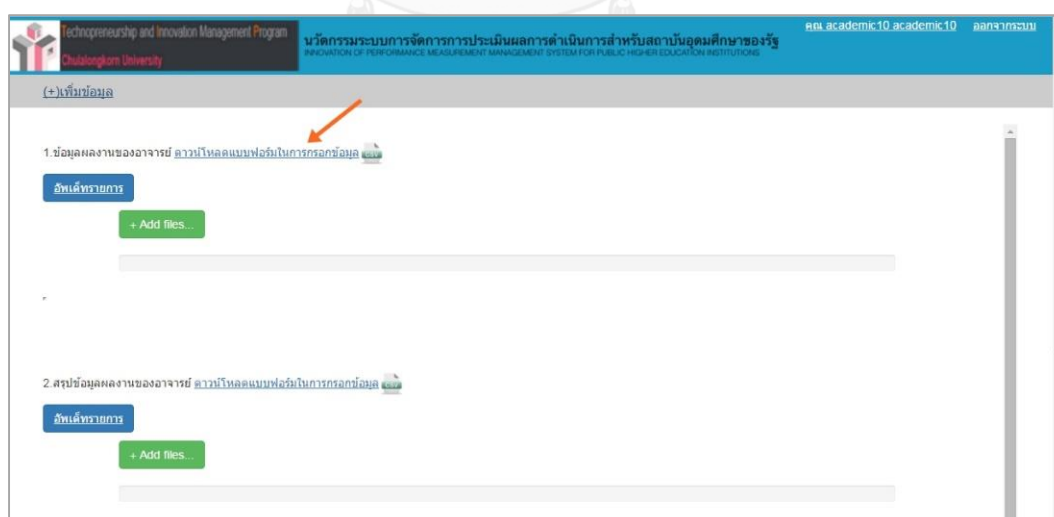 Technopreneurship and Innovation Management Program
Chulalongkorn University
นวัตกรรมระบบการจัดการการประเมินผลการดำเนินการสำหรับสถาบันอุดมศึกษาของรัฐ
INNOVATION OF PERFORMANCE MEASUREMENT MANAGEMENT SYSTEM FOR PUBLIC HIGHER EDUCATION INSTITUTIONS
คุณ academic10 academic10 ออกจากระบบ
(+)เพิ่มข้อมูล
1.ข้อมูลผลงานของอาจารย์ ดาวน์โหลดแบบฟอร์มในการกรอกข้อมูล CSV
อัพเด็ทรายการ
+ Add files...
2.สรุปข้อมูลผลงานของอาจารย์ ดาวน์โหลดแบบฟอร์มในการกรอกข้อมูล CSV
อัพเด็ทรายการ
+ Add files...